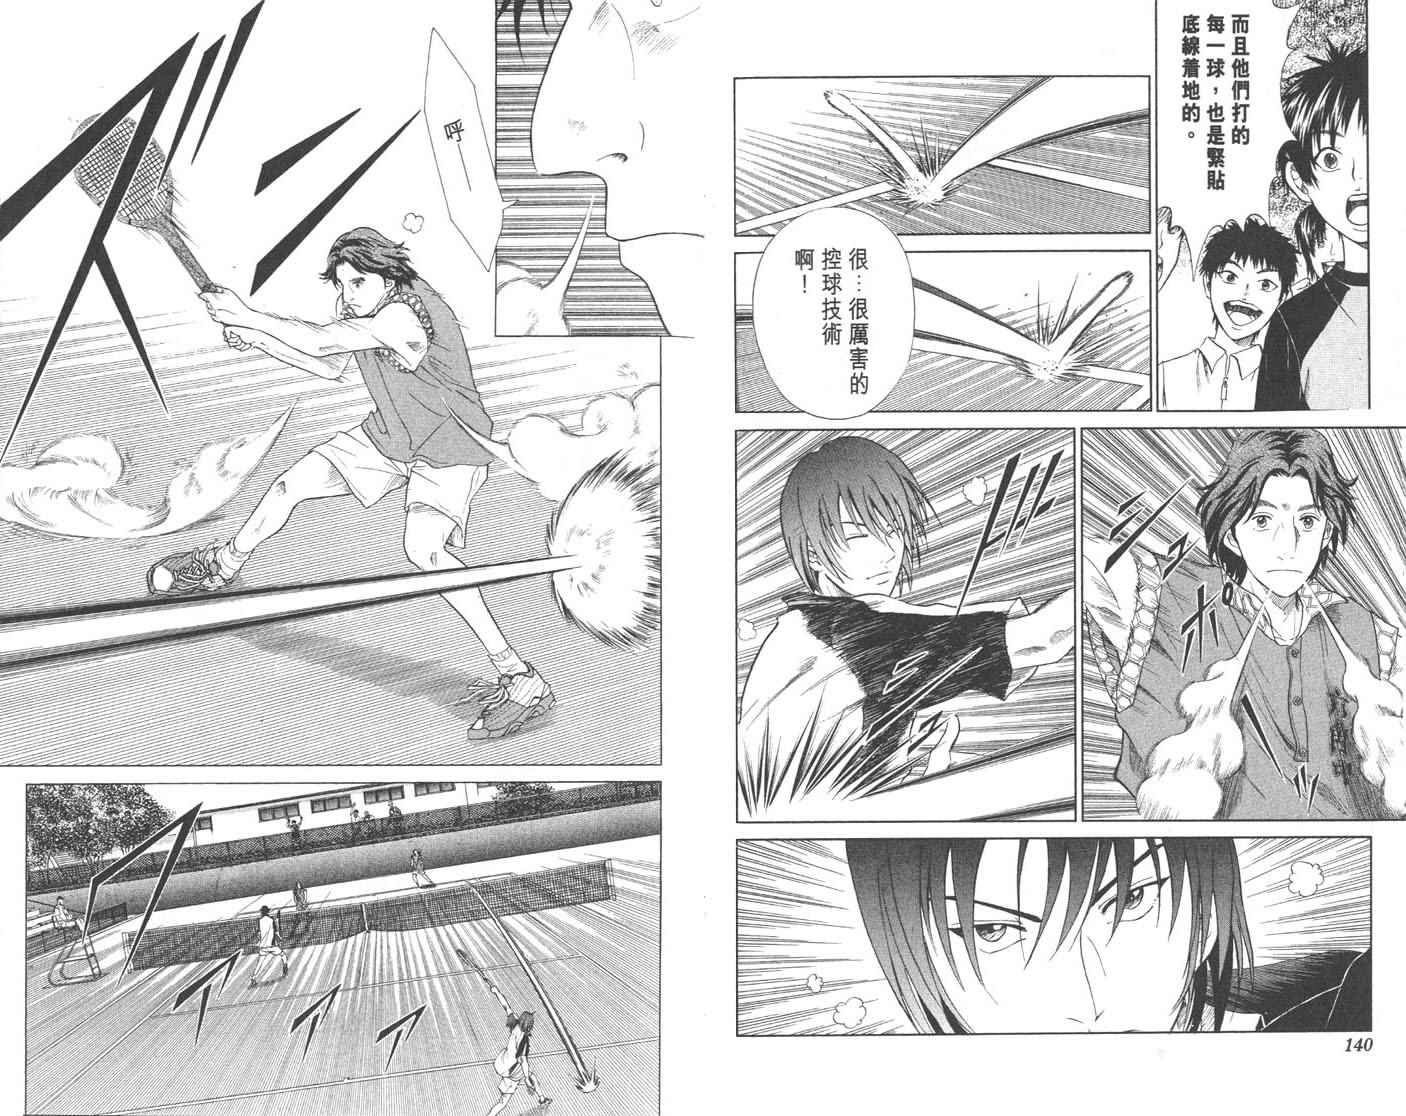 而且他們打的
每一球，也是緊貼
底線着地的。
很…很厲害的
控球技術
啊！
呼——
140